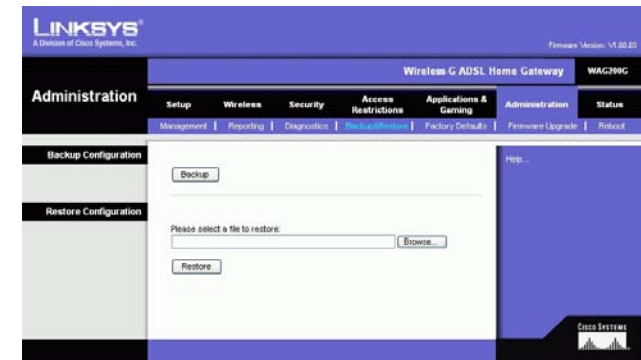 LINKSYS®
A Division of Cisco Systems, Inc.
Firmware Version: V1.00.03
Wireless-G ADSL Home Gateway WAG200G
Administration
Setup Wireless Security Access Restrictions Applications & Gaming Administration Status
Management | Reporting | Diagnostics | Backup&Restore | Factory Defaults | Firmware Upgrade | Reboot
Backup Configuration
Help...
Backup
Restore Configuration
Please select a file to restore:
Browse...
Restore
CISCO SYSTEMS